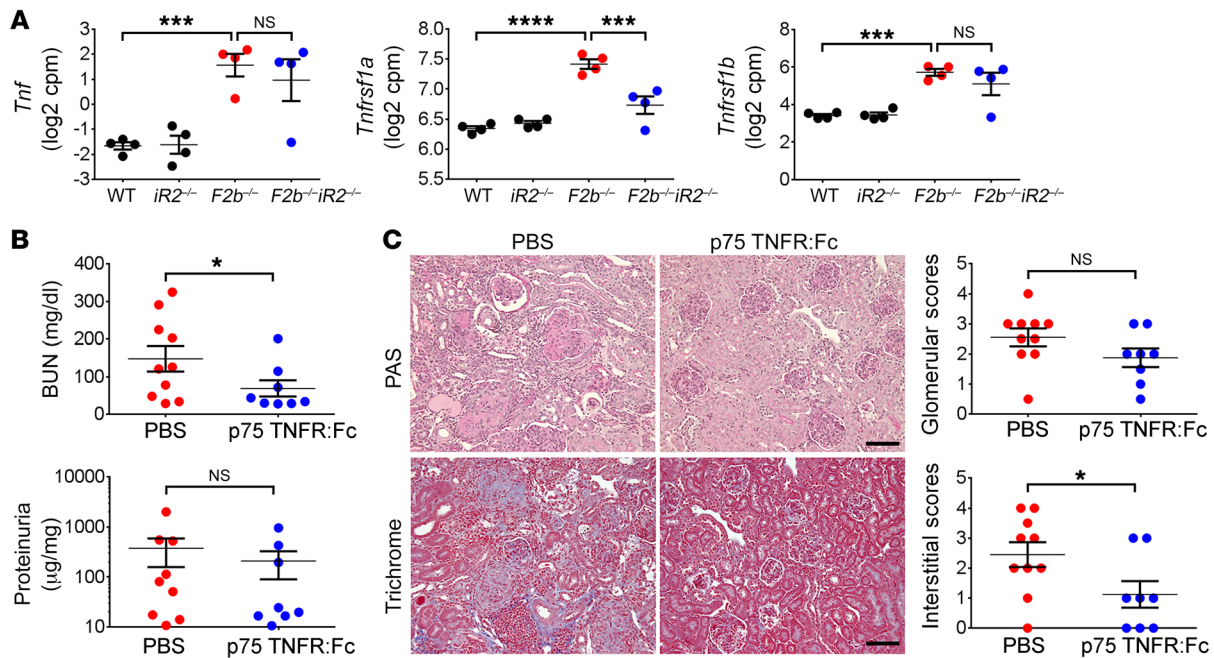 A
Tnf
(log2 cpm)
3
2
1
0
-1
-2
-3
***
NS
WT
iR2–/–
F2b–/–
F2b–/–iR2–/–
Tnfrsf1a
(log2 cpm)
8.0
7.5
7.0
6.5
6.0
5.5
****
***
WT
iR2–/–
F2b–/–
F2b–/–iR2–/–
Tnfrsf1b
(log2 cpm)
8
6
4
2
0
***
NS
WT
iR2–/–
F2b–/–
F2b–/–iR2–/–
B
BUN (mg/dl)
400
300
200
100
0
*
PBS
p75 TNFR:Fc
Proteinuria
(µg/mg)
10000
1000
100
10
NS
PBS
p75 TNFR:Fc
C
PBS
p75 TNFR:Fc
PAS
Trichrome
Glomerular scores
5
4
3
2
1
0
NS
PBS
p75 TNFR:Fc
Interstitial scores
5
4
3
2
1
0
*
PBS
p75 TNFR:Fc